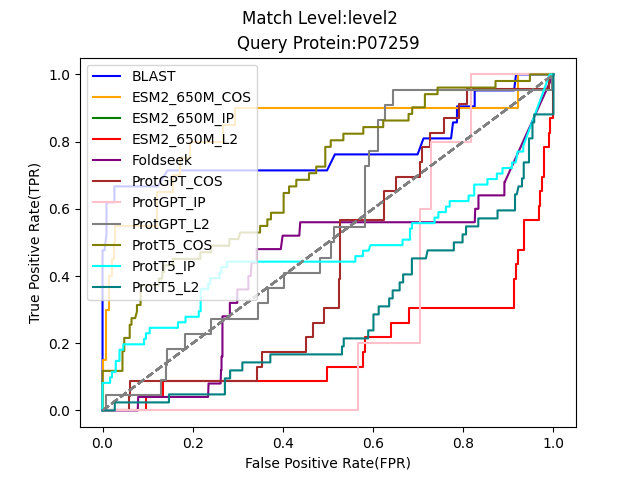 Match Level:level2
Query Protein:P07259
True Positive Rate(TPR)
1.0
0.8
0.6
0.4
0.2
0.0
BLAST
ESM2_650M_COS
ESM2_650M_IP
ESM2_650M_L2
Foldseek
ProtGPT_COS
ProtGPT_IP
ProtGPT_L2
ProtT5_COS
ProtT5_IP
ProtT5_L2
0.0 0.2 0.4 0.6 0.8 1.0
False Positive Rate(FPR)